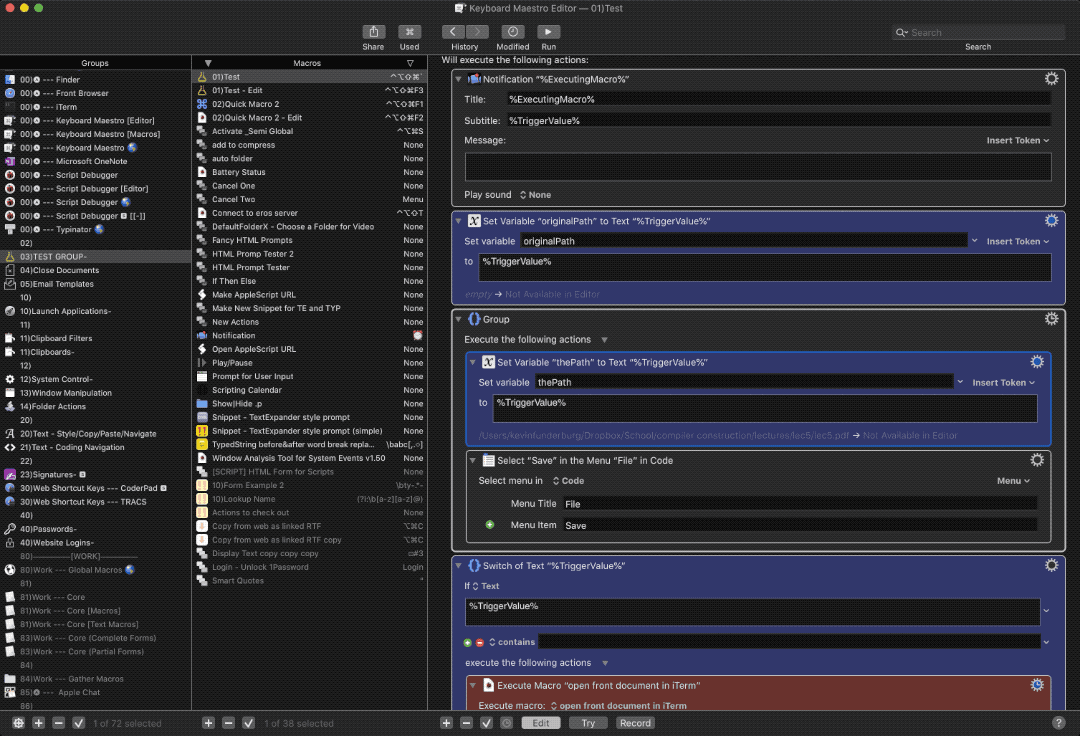 Keyboard Maestro Editor — 01)Test
Share
Used
History
Modified
Run
Search
Search
Groups
00)✪ --- Finder
00)✪ --- Front Browser
00)✪ --- iTerm
00)✪ --- Keyboard Maestro [Editor]
00)✪ --- Keyboard Maestro [Macros]
00)✪ --- Keyboard Maestro
00)✪ --- Microsoft OneNote
00)✪ --- Script Debugger
00)✪ --- Script Debugger [Editor]
00)✪ --- Script Debugger
00)✪ --- Script Debugger [[-]]
00)✪ --- Typinator
02)
03)TEST GROUP-
04)Close Documents
05)Email Templates
10)
10)Launch Applications-
11)
11)Clipboard Filters
11)Clipboards-
12)
12)System Control-
13)Window Manipulation
14)Folder Actions
20)
20)Text - Style/Copy/Paste/Navigate
21)Text - Coding Navigation
22)
23)Signatures-
30)Web Shortcut Keys --- CoderPad
30)Web Shortcut Keys --- TRACS
40)
40)Passwords-
40)Website Logins-
80)————[WORK]————
80)Work --- Global Macros
81)
81)Work --- Core
81)Work --- Core [Macros]
81)Work --- Core [Text Macros]
83)Work --- Core (Complete Forms)
83)Work --- Core (Partial Forms)
84)
84)Work --- Gather Macros
85)✪ --- Apple Chat
86)
1 of 72 selected
Macros
01)Test ^⌥⇧⌘`
01)Test - Edit ^⌥⇧⌘F3
02)Quick Macro 2 ^⌥⇧⌘F1
02)Quick Macro 2 - Edit ^⌥⇧⌘F2
Activate _Semi Global ^⌥⌘S
add to compress None
auto folder None
Battery Status None
Cancel One None
Cancel Two Menu
Connect to eros server ^⌥⇧T
DefaultFolderX - Choose a Folder for Video None
Fancy HTML Prompts None
HTML Promp Tester 2 None
HTML Prompt Tester None
If Then Else None
Make AppleScript URL None
Make New Snippet for TE and TYP None
New Actions None
Notification
Open AppleScript URL None
Play/Pause None
Prompt for User Input None
Scripting Calendar None
Show|Hide .p None
Snippet - TextExpander style prompt None
Snippet - TextExpander style prompt (simple) None
TypedString before&after word break repla... \babc[,.○]
Window Analysis Tool for System Events v1.50 None
[SCRIPT] HTML Form for Scripts None
10)Form Example 2 \bty-.*-
10)Lookup Name (?i:\b[a-z][a-z]@)
Actions to check out None
Copy from web as linked RTF ⌥⌘C
Copy from web as linked RTF copy ⌥⌘C
Display Text copy copy copy #3
Login - Unlock 1Password Login
Smart Quotes "
1 of 38 selected
Will execute the following actions:
Notification “%ExecutingMacro%”
Title: %ExecutingMacro%
Subtitle: %TriggerValue%
Message: Insert Token
Play sound None
Set Variable “originalPath” to Text “%TriggerValue%”
Set variable originalPath Insert Token
to %TriggerValue%
empty → Not Available in Editor
Group
Execute the following actions
Set Variable “thePath” to Text “%TriggerValue%”
Set variable thePath Insert Token
to %TriggerValue%
/Users/kevinfunderburg/Dropbox/School/compiler construction/lectures/lec5/lec5.pdf → Not Available in Editor
Select “Save” in the Menu “File” in Code
Select menu in Code Menu
Menu Title File
Menu Item Save
Switch of Text “%TriggerValue%”
If Text
%TriggerValue%
contains
execute the following actions
Execute Macro “open front document in iTerm”
Execute macro: open front document in iTerm
Edit
Try
Record
?